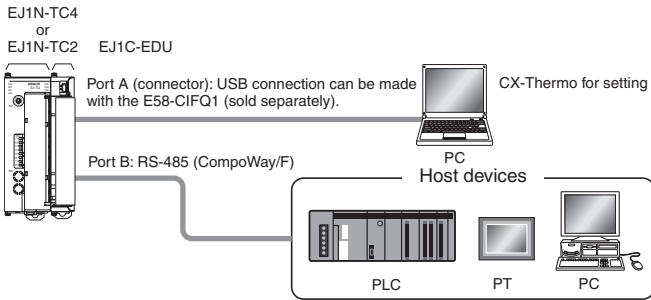 EJ1N-TC4
or
EJ1N-TC2 EJ1C-EDU
Port A (connector): USB connection can be made
with the E58-CIFQ1 (sold separately).
CX-Thermo for setting
PC
Port B: RS-485 (CompoWay/F)
Host devices
PLC PT PC